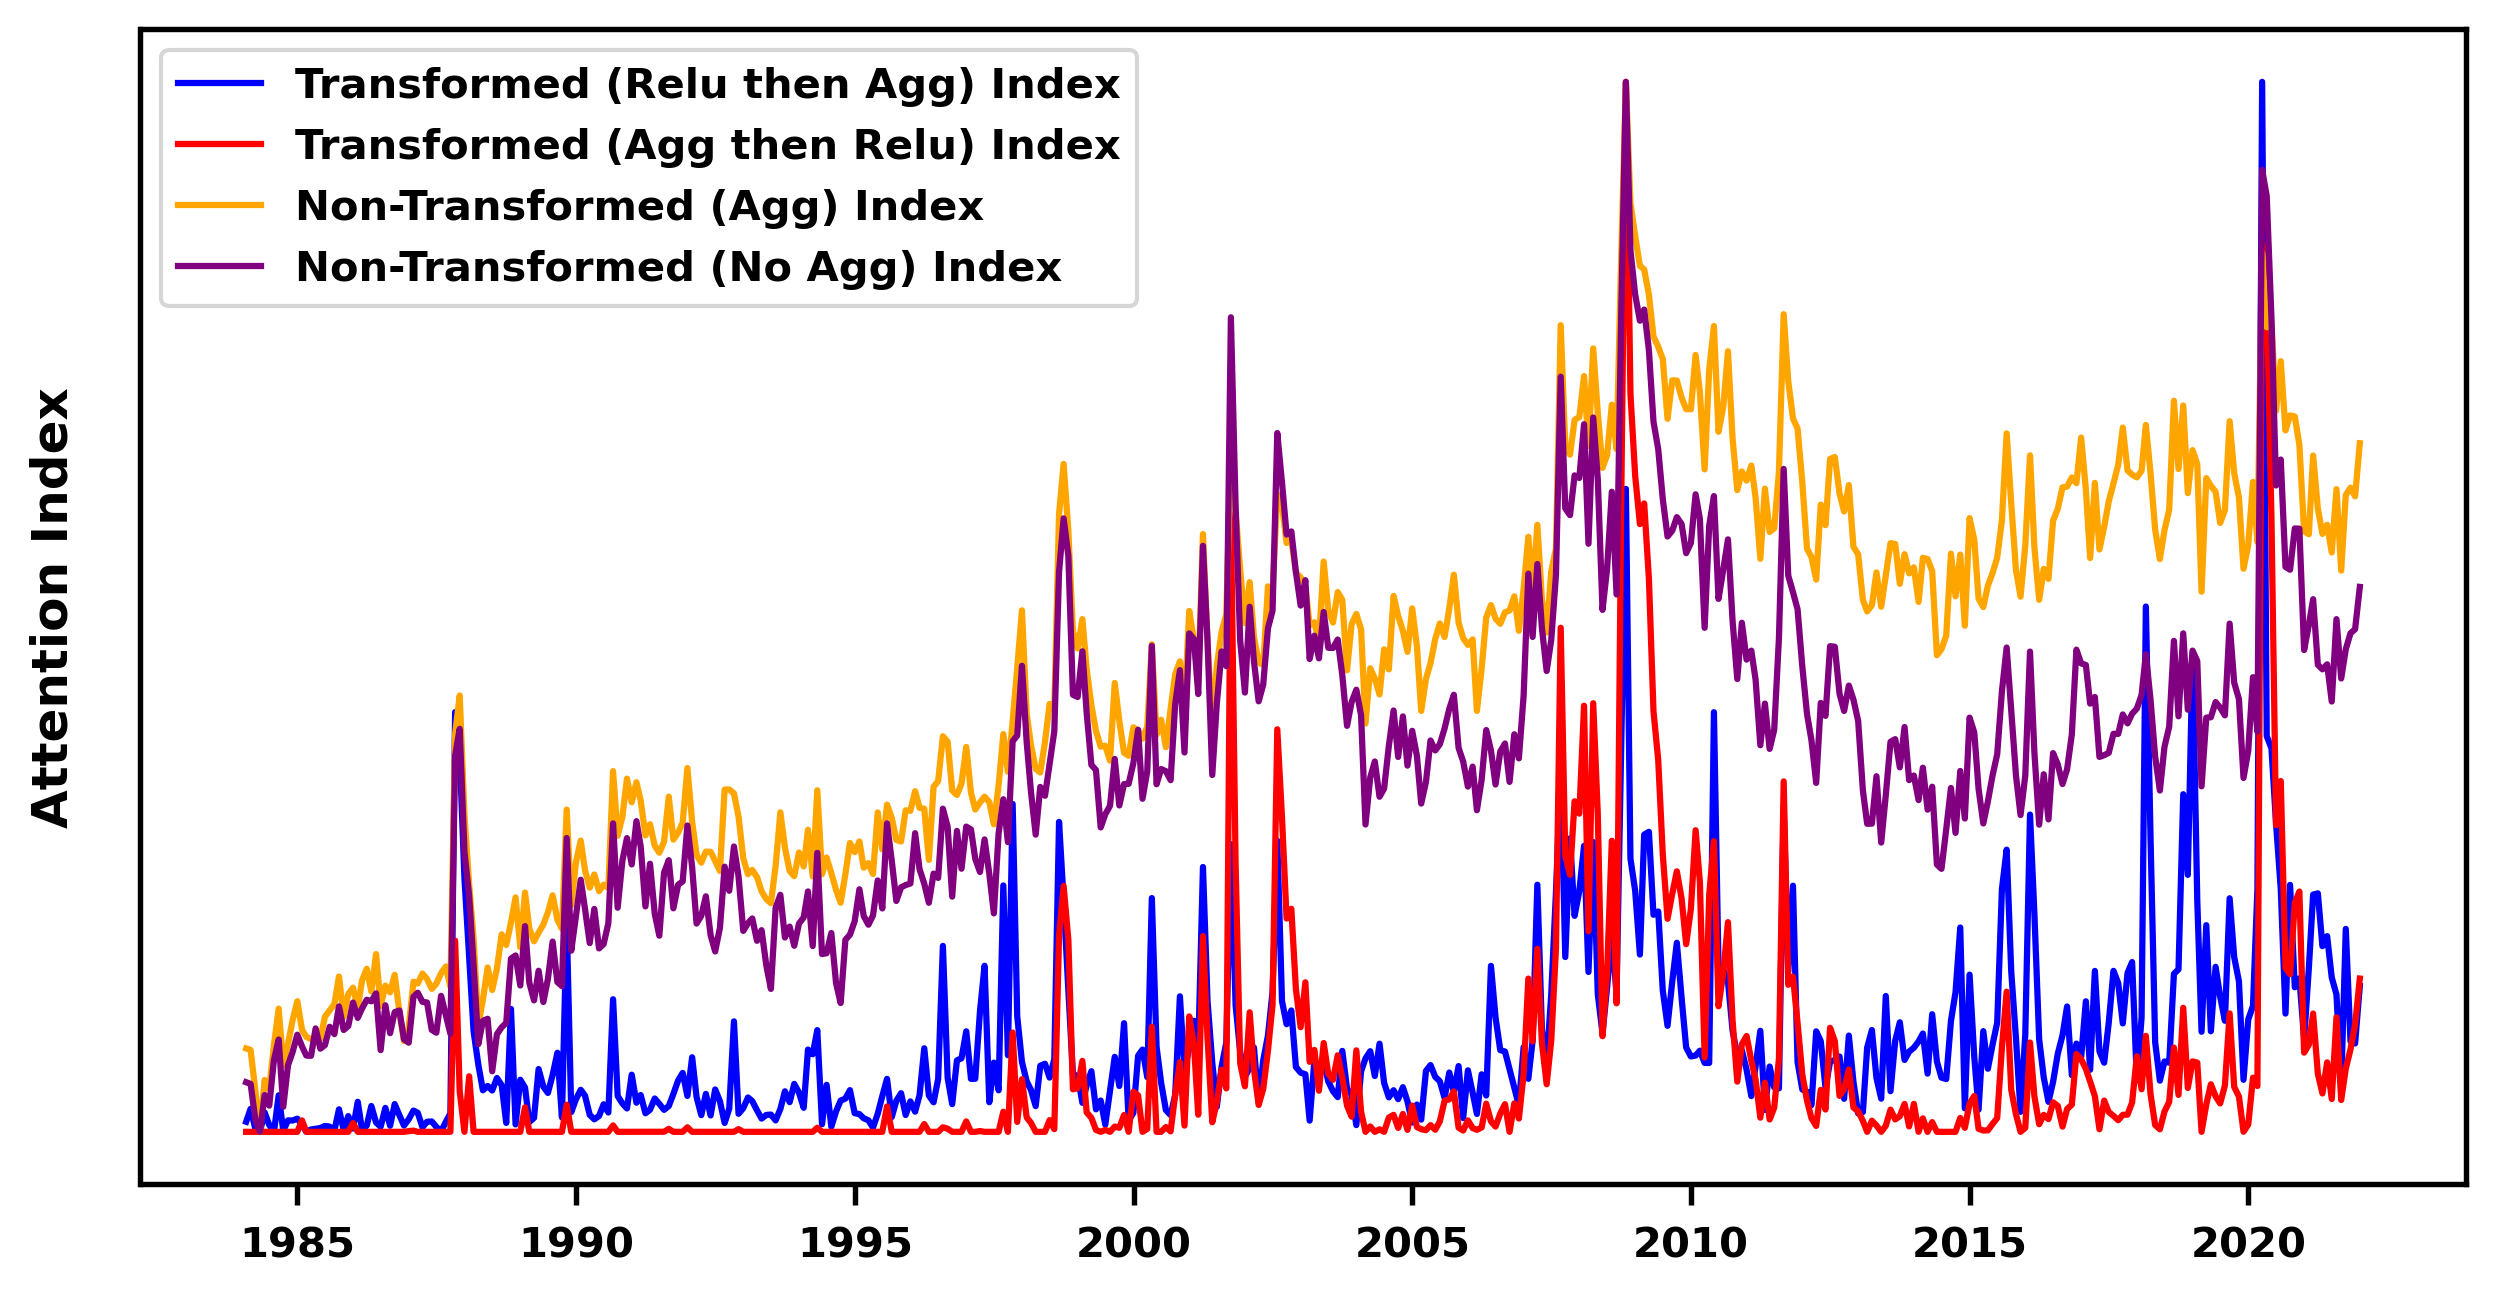 Transformed (Relu then Agg) Index
Transformed (Agg then Relu) Index
Non-Transformed (Agg) Index
Non-Transformed (No Agg) Index
Attention Index
1985 1990 1995 2000 2005 2010 2015 2020